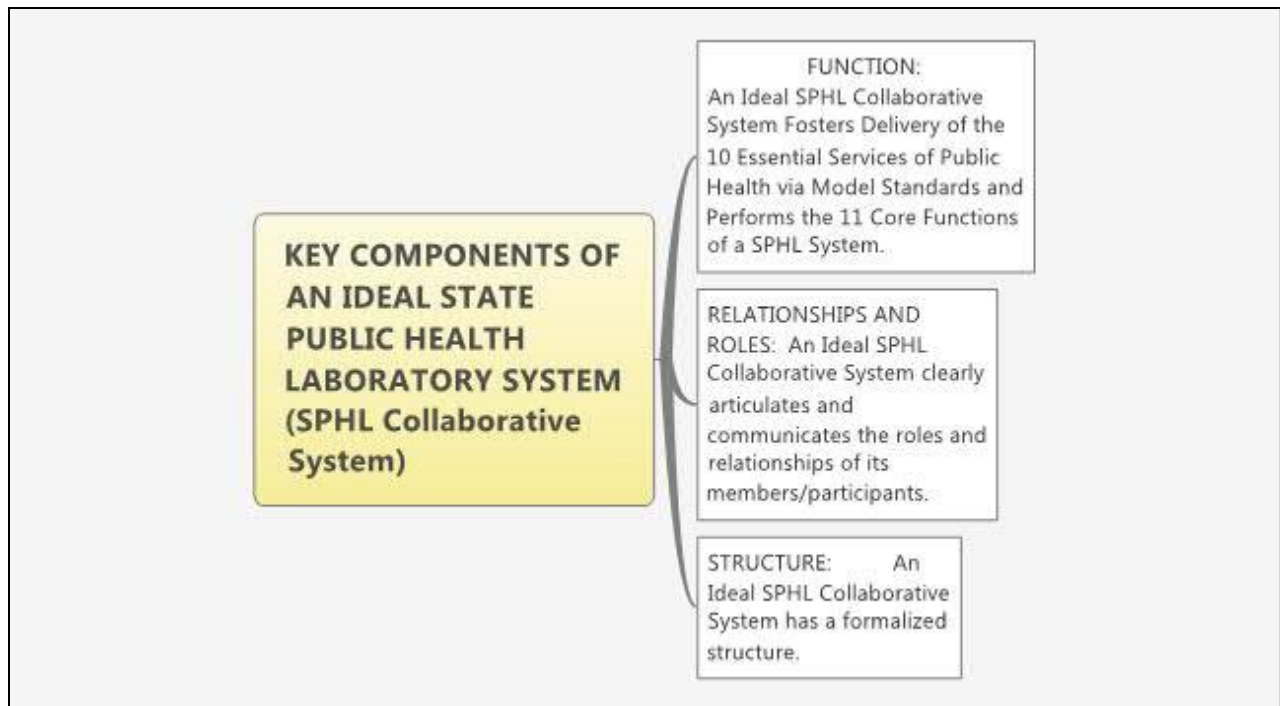 KEY COMPONENTS OF
AN IDEAL STATE
PUBLIC HEALTH
LABORATORY SYSTEM
(SPHL Collaborative
System)
FUNCTION:
An Ideal SPHL Collaborative
System Fosters Delivery of the
10 Essential Services of Public
Health via Model Standards and
Performs the 11 Core Functions
of a SPHL System.
RELATIONSHIPS AND
ROLES: An Ideal SPHL
Collaborative System clearly
articulates and
communicates the roles and
relationships of its
members/participants.
STRUCTURE: An
Ideal SPHL Collaborative
System has a formalized
structure.